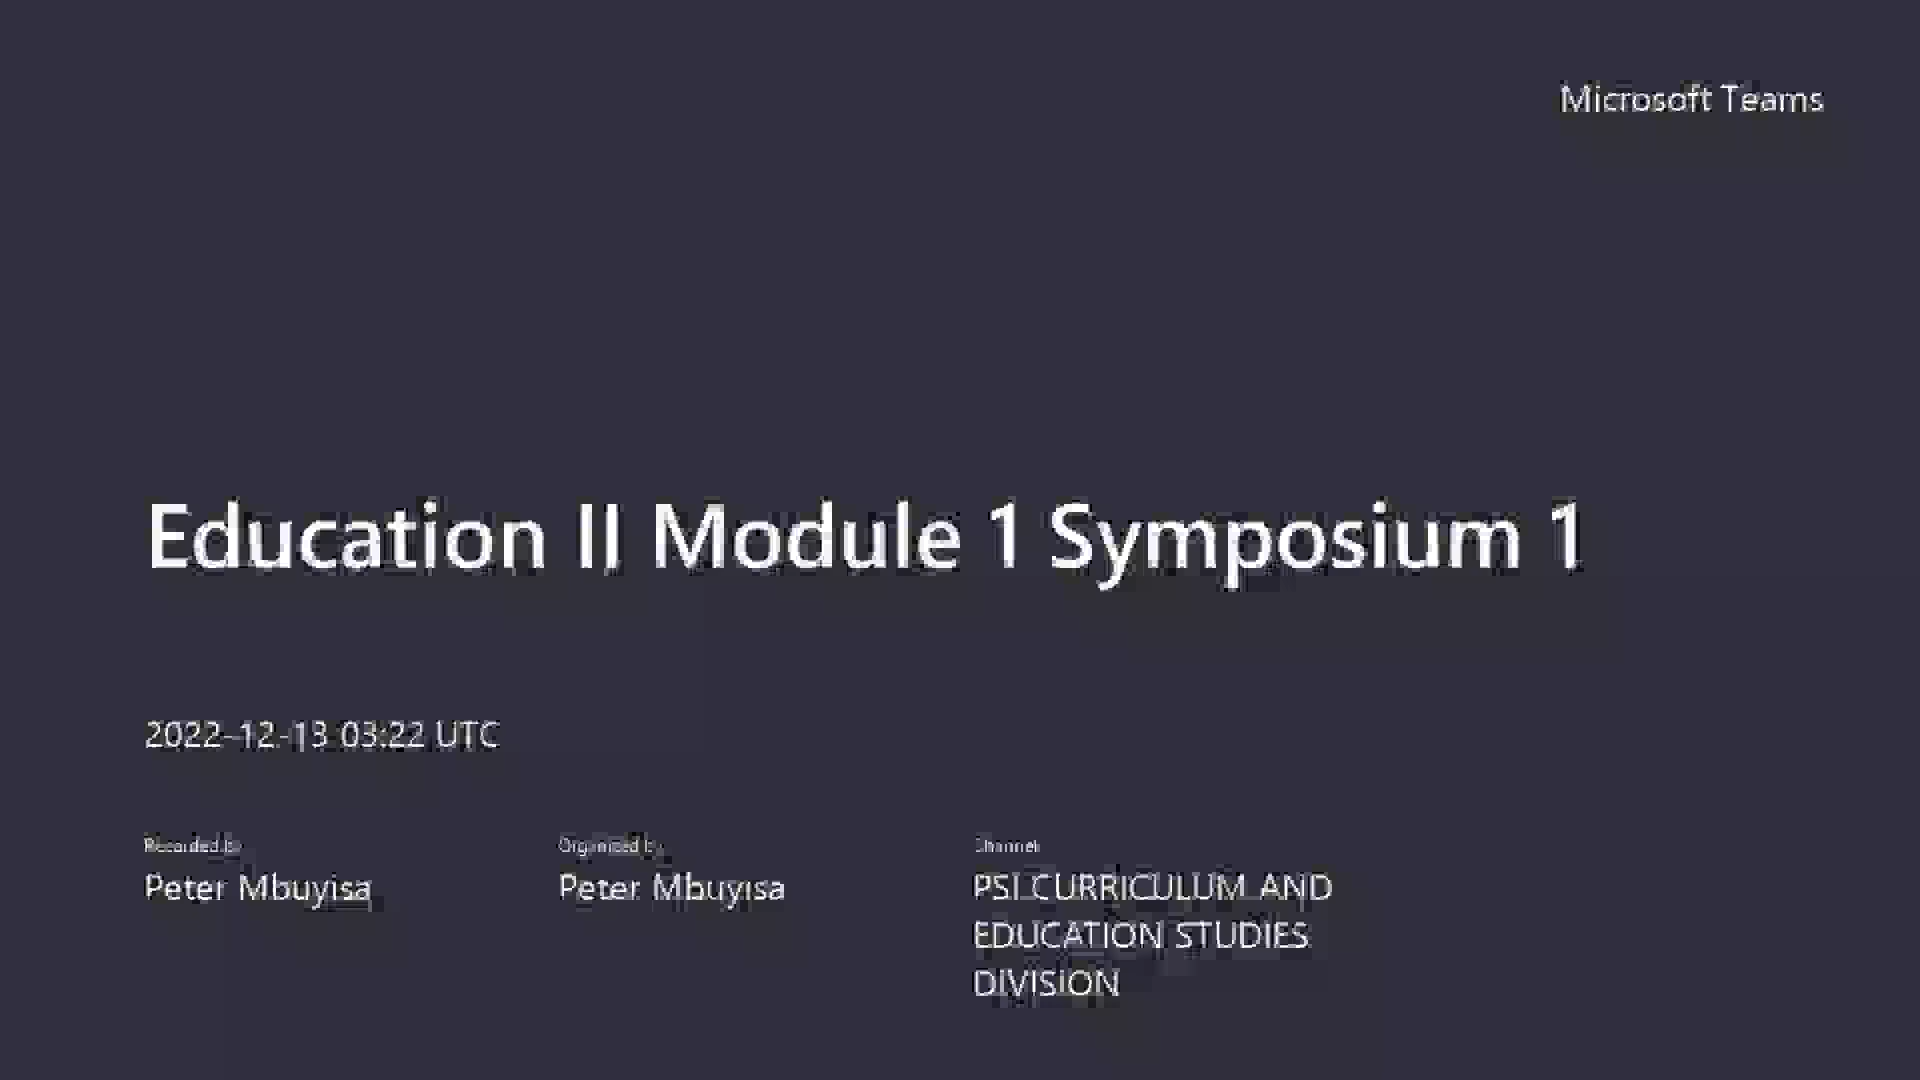 Microsoft Teams
Education II Module 1 Symposium 1
2022-12-13 03:22 UTC
Recorded by
Organized by
Channel
Peter Mbuyisa
Peter Mbuyisa
PSI CURRICULUM AND
EDUCATION STUDIES
DIVISION